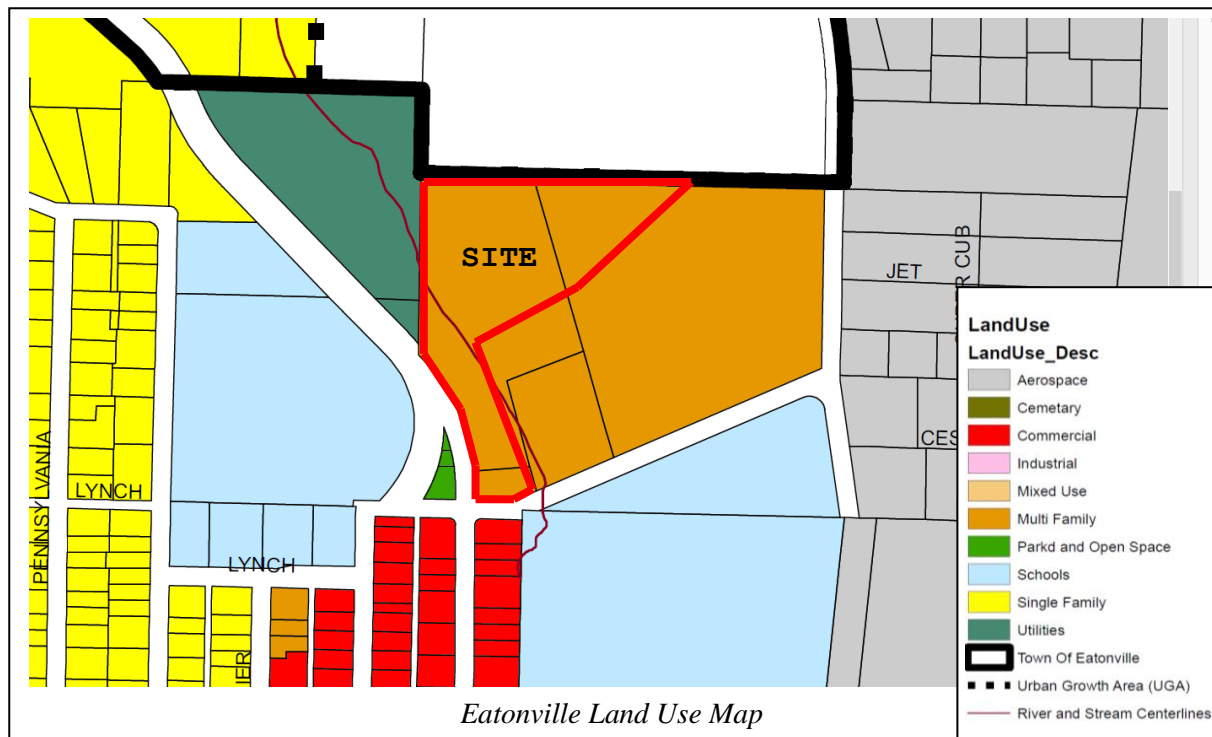 SITE
JET
CUB
CES
PENNSYLVANIA
LYNCH
LYNCH
IER
LandUse
LandUse_Desc
Aerospace
Cemetary
Commercial
Industrial
Mixed Use
Multi Family
Parkd and Open Space
Schools
Single Family
Utilities
Town Of Eatonville
Urban Growth Area (UGA)
River and Stream Centerlines
Eatonville Land Use Map